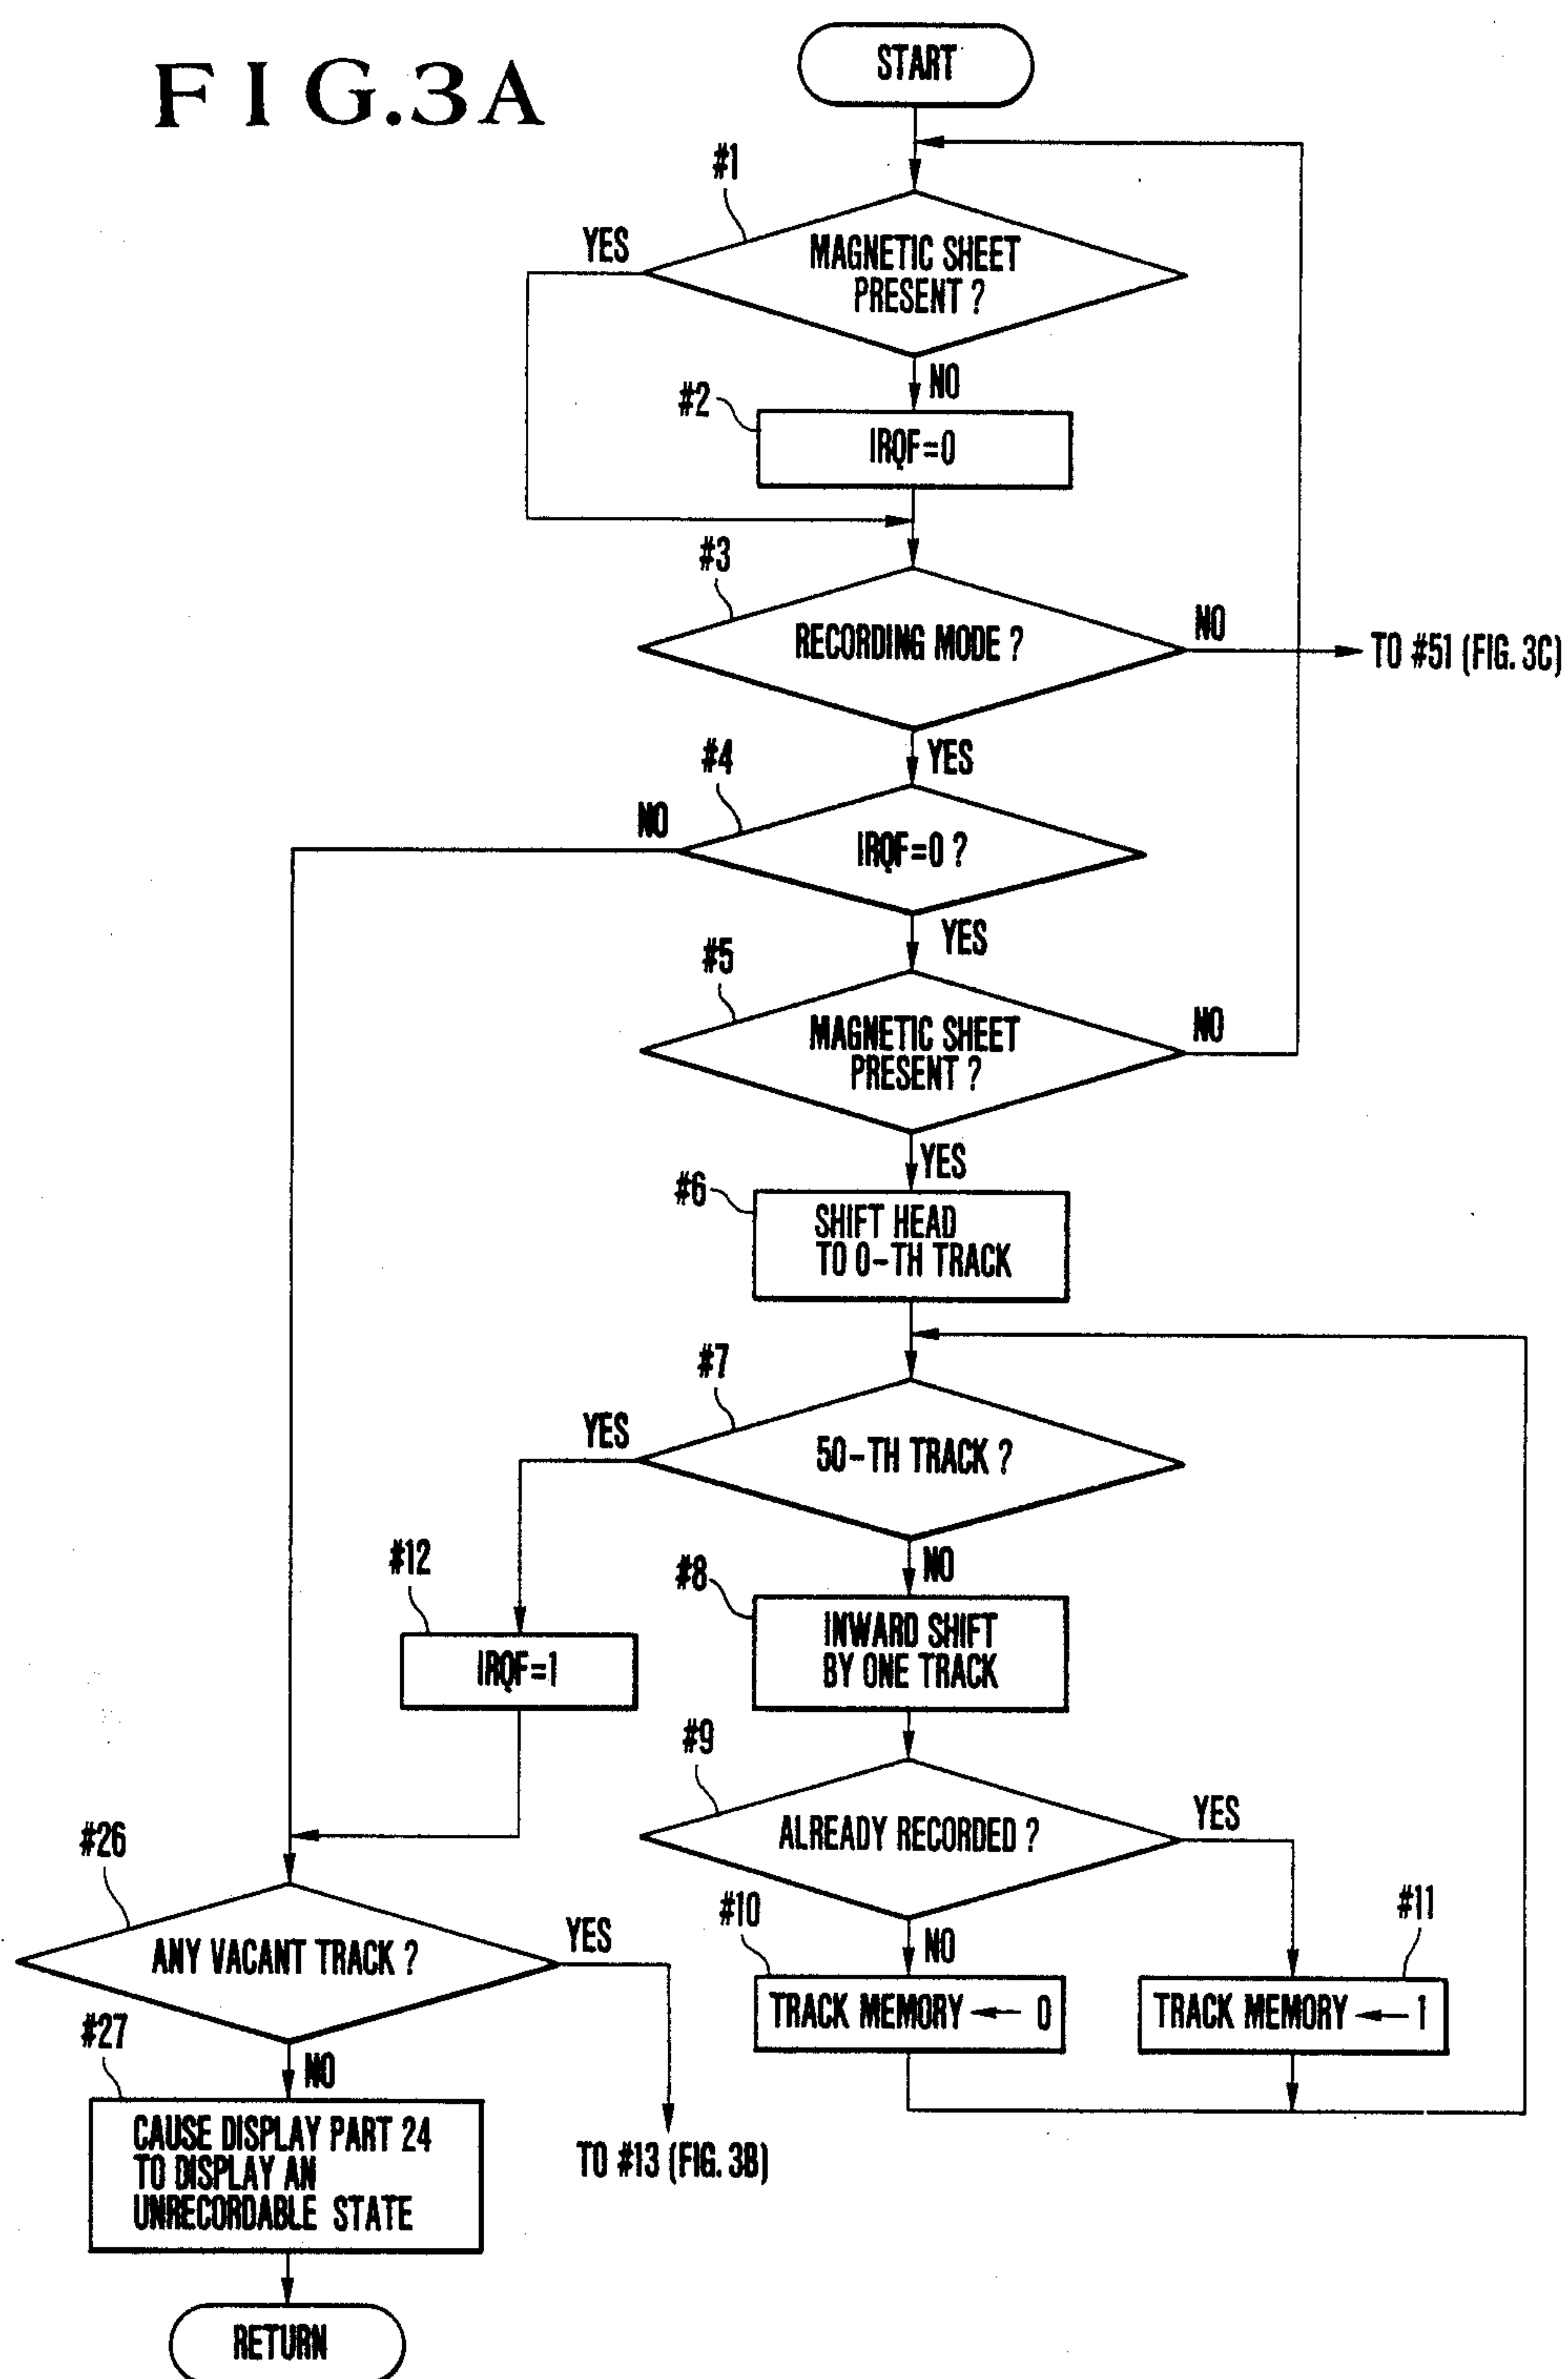 FIG.3A
START
#1
YES
MAGNETIC SHEET
PRESENT ?
NO
#2
IRQF=0
#3
RECORDING MODE ?
NO
TO #51 (FIG. 3C)
YES
#4
NO
IRQF=0 ?
YES
#5
MAGNETIC SHEET
PRESENT ?
NO
YES
#6
SHIFT HEAD
TO 0-TH TRACK
#7
YES
50-TH TRACK ?
NO
#12
IRQF=1
#8
INWARD SHIFT
BY ONE TRACK
#9
ALREADY RECORDED ?
YES
#26
ANY VACANT TRACK ?
YES
#10
NO
TRACK MEMORY ← 0
#11
TRACK MEMORY ← 1
#27
NO
CAUSE DISPLAY PART 24
TO DISPLAY AN
UNRECORDABLE STATE
TO #13 (FIG. 3B)
RETURN